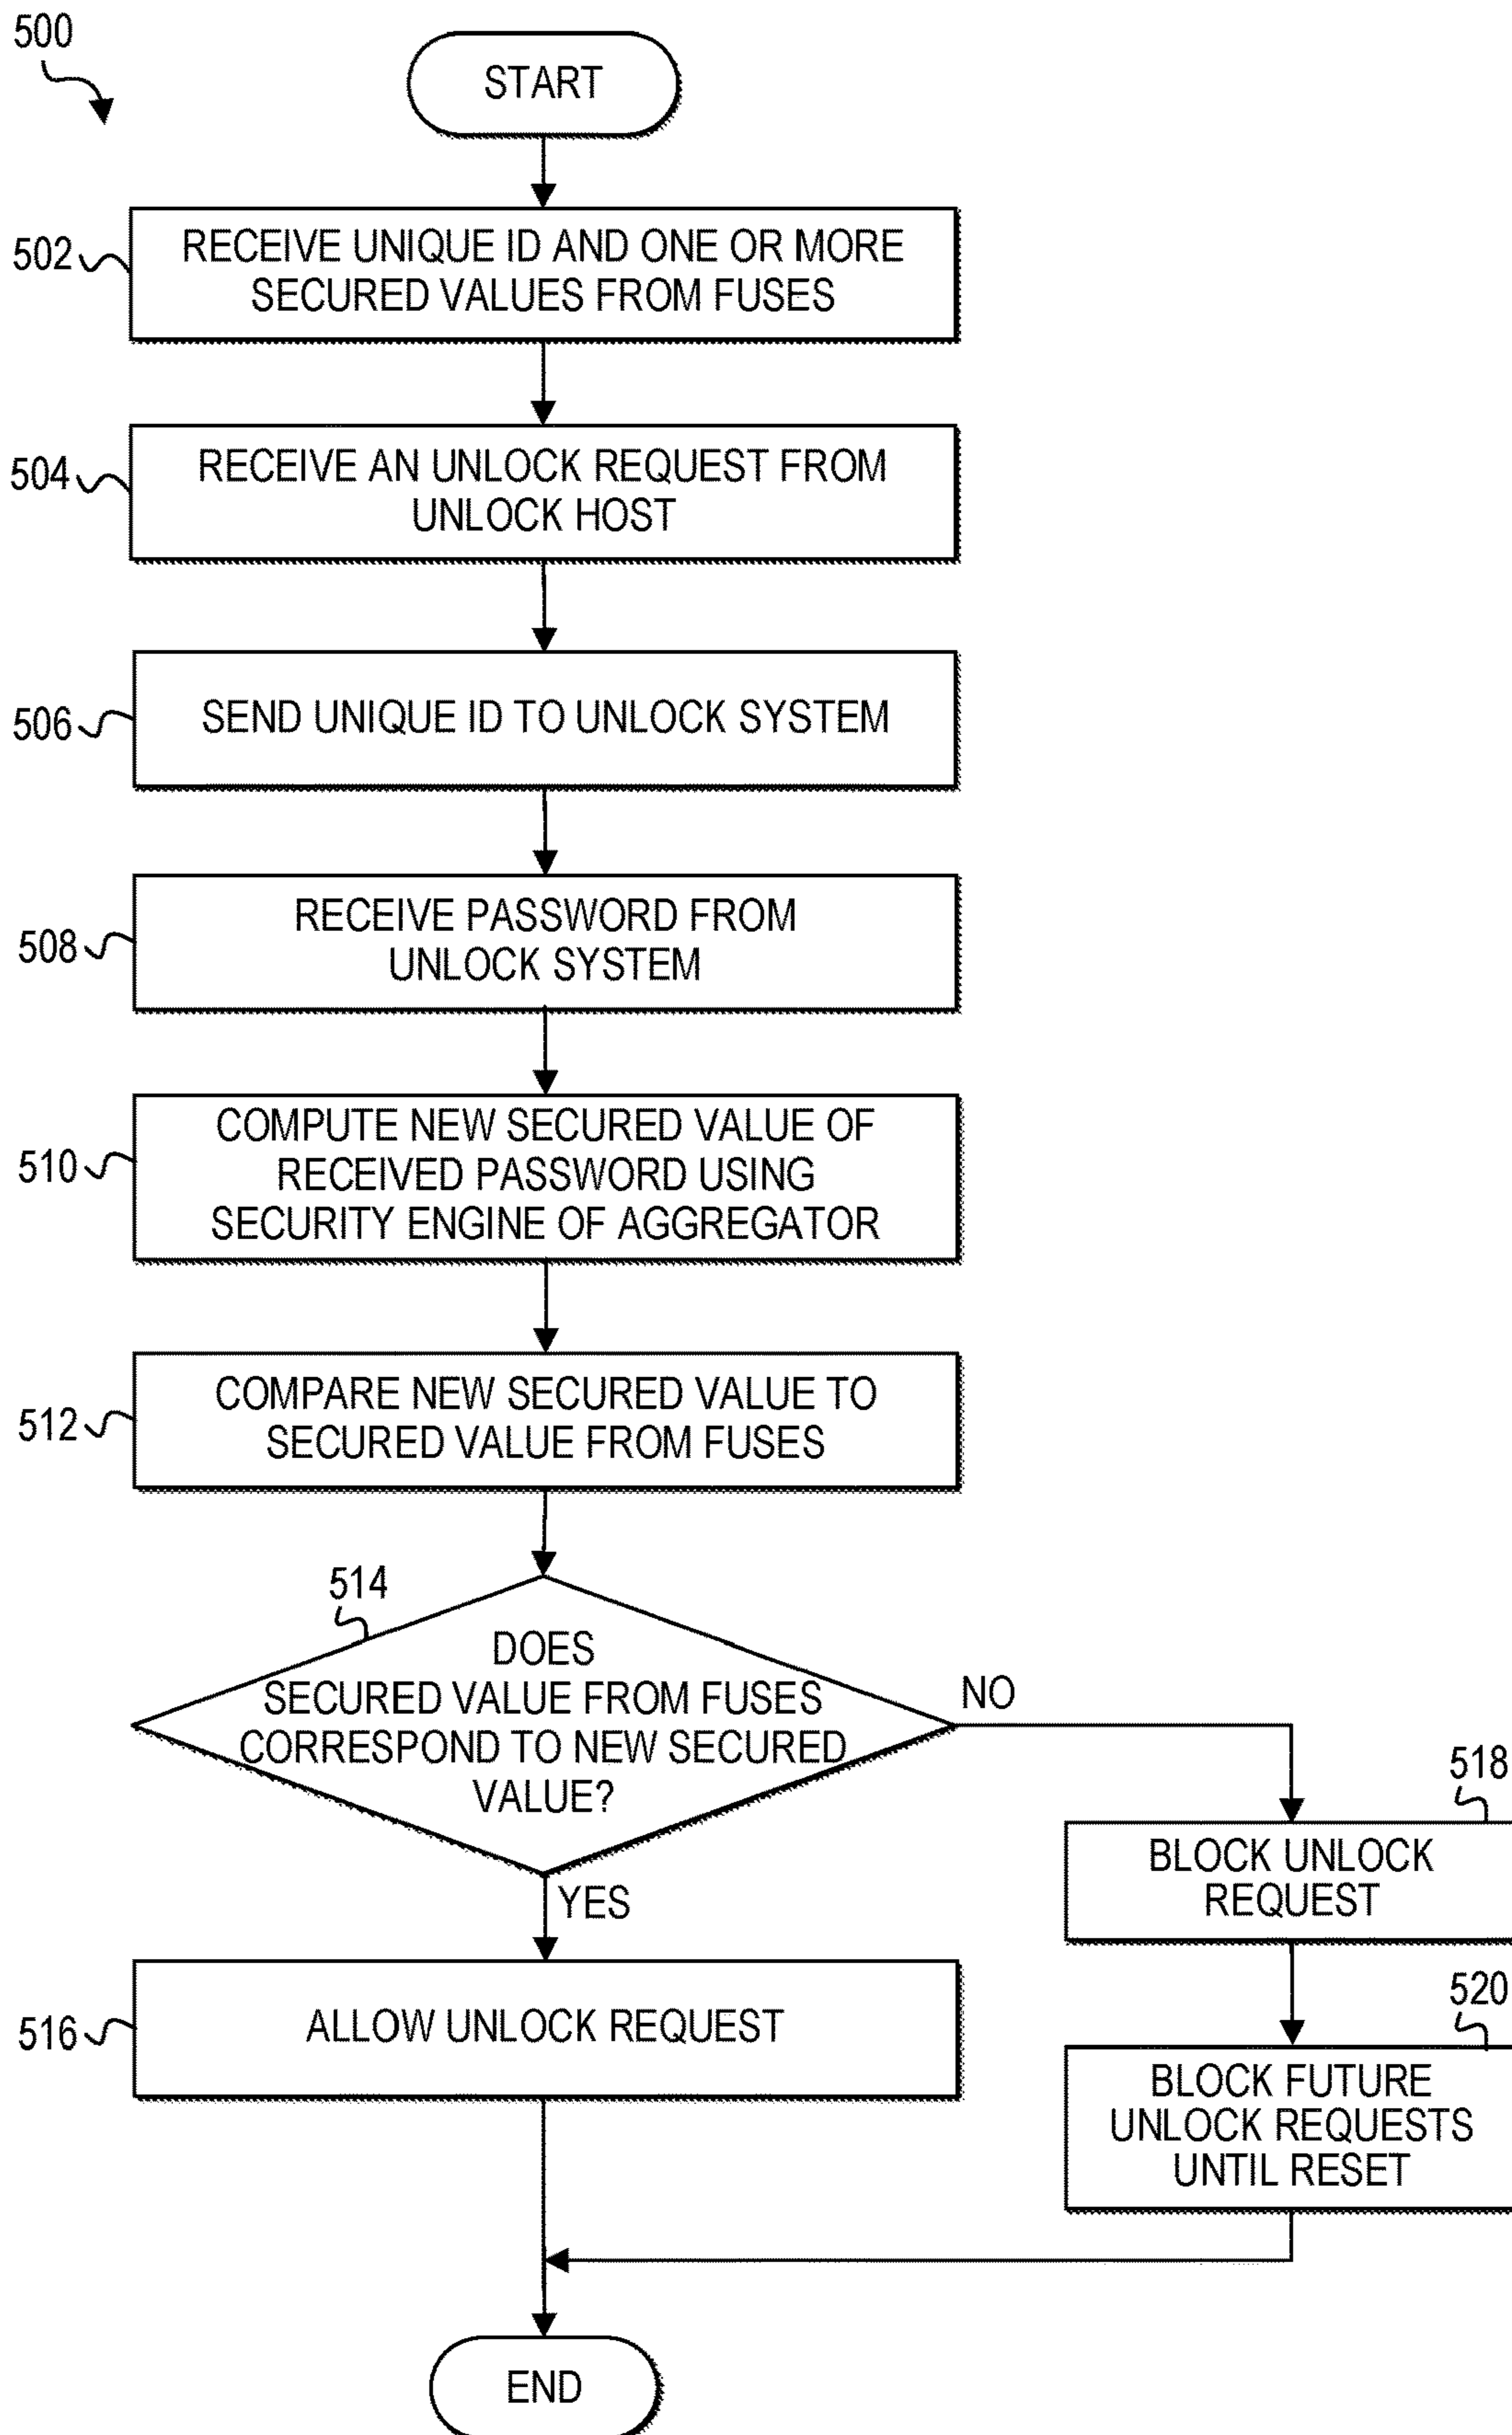 500
START
502
RECEIVE UNIQUE ID AND ONE OR MORE
SECURED VALUES FROM FUSES
504
RECEIVE AN UNLOCK REQUEST FROM
UNLOCK HOST
506
SEND UNIQUE ID TO UNLOCK SYSTEM
508
RECEIVE PASSWORD FROM
UNLOCK SYSTEM
510
COMPUTE NEW SECURED VALUE OF
RECEIVED PASSWORD USING
SECURITY ENGINE OF AGGREGATOR
512
COMPARE NEW SECURED VALUE TO
SECURED VALUE FROM FUSES
514
DOES
SECURED VALUE FROM FUSES
CORRESPOND TO NEW SECURED
VALUE?
NO
YES
518
BLOCK UNLOCK
REQUEST
516
ALLOW UNLOCK REQUEST
520
BLOCK FUTURE
UNLOCK REQUESTS
UNTIL RESET
END